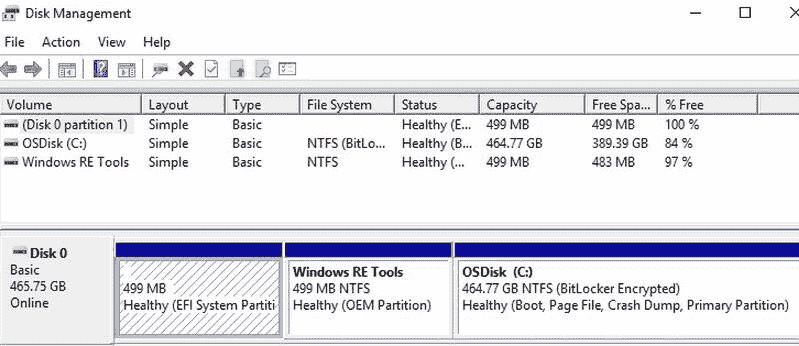 Disk Management
File Action View Help
Volume Layout Type File System Status Capacity Free Spa... % Free
(Disk 0 partition 1) Simple Basic Healthy (E... 499 MB 499 MB 100 %
OSDisk (C:) Simple Basic NTFS (BitLo... Healthy (B... 464.77 GB 389.39 GB 84 %
Windows RE Tools Simple Basic NTFS Healthy (... 499 MB 483 MB 97 %
Disk 0
Basic
465.75 GB
Online
499 MB
Healthy (EFI System Partiti
Windows RE Tools
499 MB NTFS
Healthy (OEM Partition)
OSDisk (C:)
464.77 GB NTFS (BitLocker Encrypted)
Healthy (Boot, Page File, Crash Dump, Primary Partition)